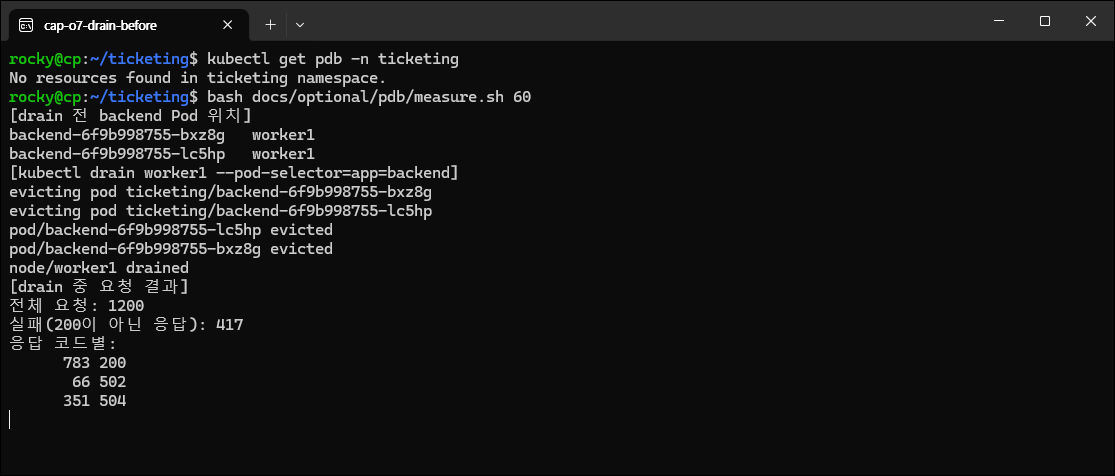 cap-o7-drain-before
rocky@cp:~/ticketing$ kubectl get pdb -n ticketing
No resources found in ticketing namespace.
rocky@cp:~/ticketing$ bash docs/optional/pdb/measure.sh 60
[drain 전 backend Pod 위치]
backend-6f9b998755-bxz8g   worker1
backend-6f9b998755-lc5hp   worker1
[kubectl drain worker1 --pod-selector=app=backend]
evicting pod ticketing/backend-6f9b998755-bxz8g
evicting pod ticketing/backend-6f9b998755-lc5hp
pod/backend-6f9b998755-lc5hp evicted
pod/backend-6f9b998755-bxz8g evicted
node/worker1 drained
[drain 중 요청 결과]
전체 요청: 1200
실패(200이 아닌 응답): 417
응답 코드별:
      783 200
       66 502
      351 504